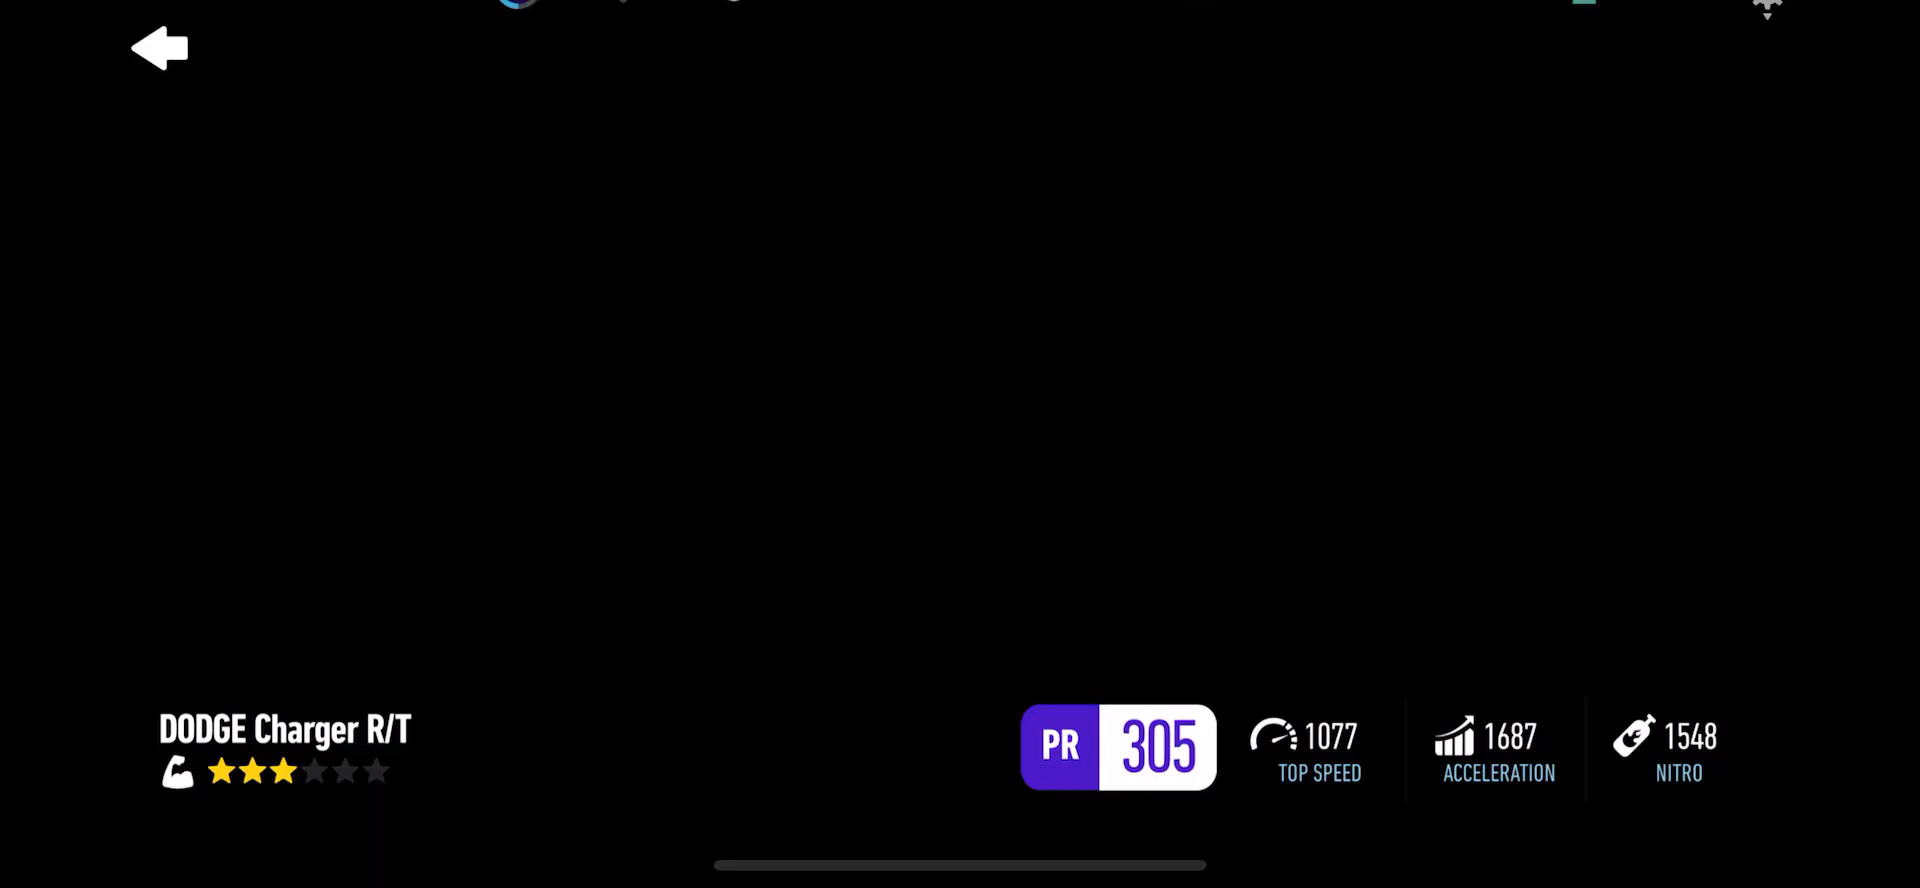 DODGE Charger R/T
PR 305
1077
TOP SPEED
1687
ACCELERATION
1548
NITRO